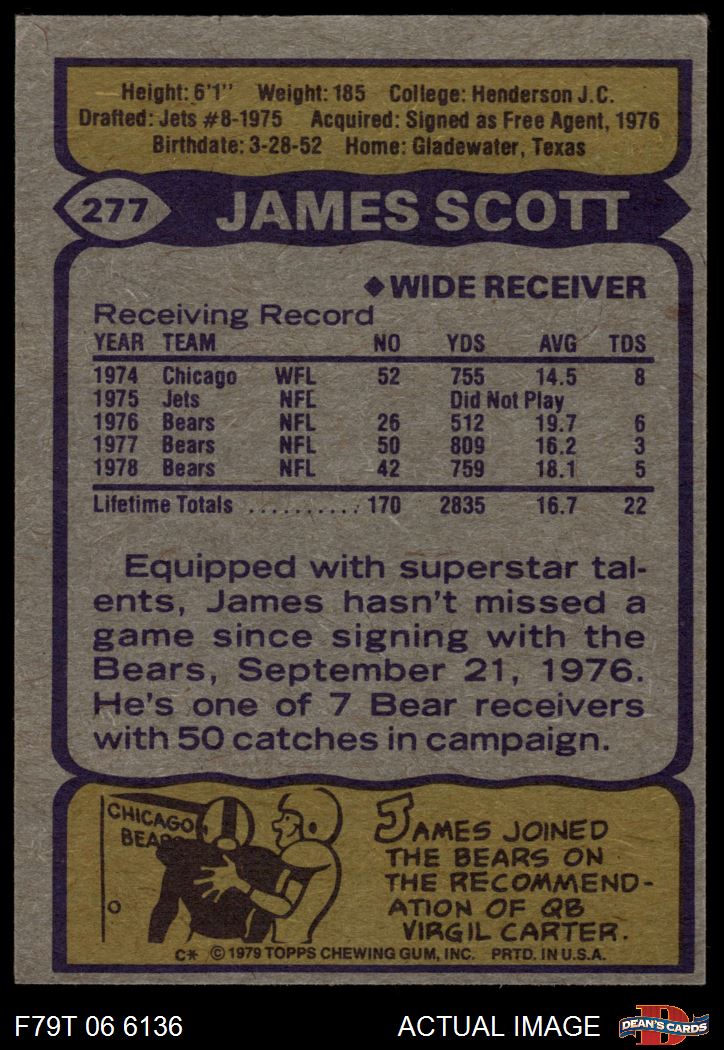 Height: 6'1" Weight: 185 College: Henderson J.C.
Drafted: Jets #8-1975 Acquired: Signed as Free Agent, 1976
Birthdate: 3-28-52 Home: Gladewater, Texas
277 JAMES SCOTT
◆WIDE RECEIVER
Receiving Record
YEAR TEAM NO YDS AVG TDS
1974 Chicago WFL 52 755 14.5 8
1975 Jets NFL Did Not Play
1976 Bears NFL 26 512 19.7 6
1977 Bears NFL 50 809 16.2 3
1978 Bears NFL 42 759 18.1 5
Lifetime Totals .......... 170 2835 16.7 22
Equipped with superstar tal-
ents, James hasn't missed a
game since signing with the
Bears, September 21, 1976.
He's one of 7 Bear receivers
with 50 catches in campaign.
CHICAGO
BEARS
JAMES JOINED
THE BEARS ON
THE RECOMMEND-
ATION OF QB
VIRGIL CARTER.
C* © 1979 TOPPS CHEWING GUM, INC. PRTD. IN U.S.A.
F79T 06 6136 ACTUAL IMAGE D DEAN'S CARDS